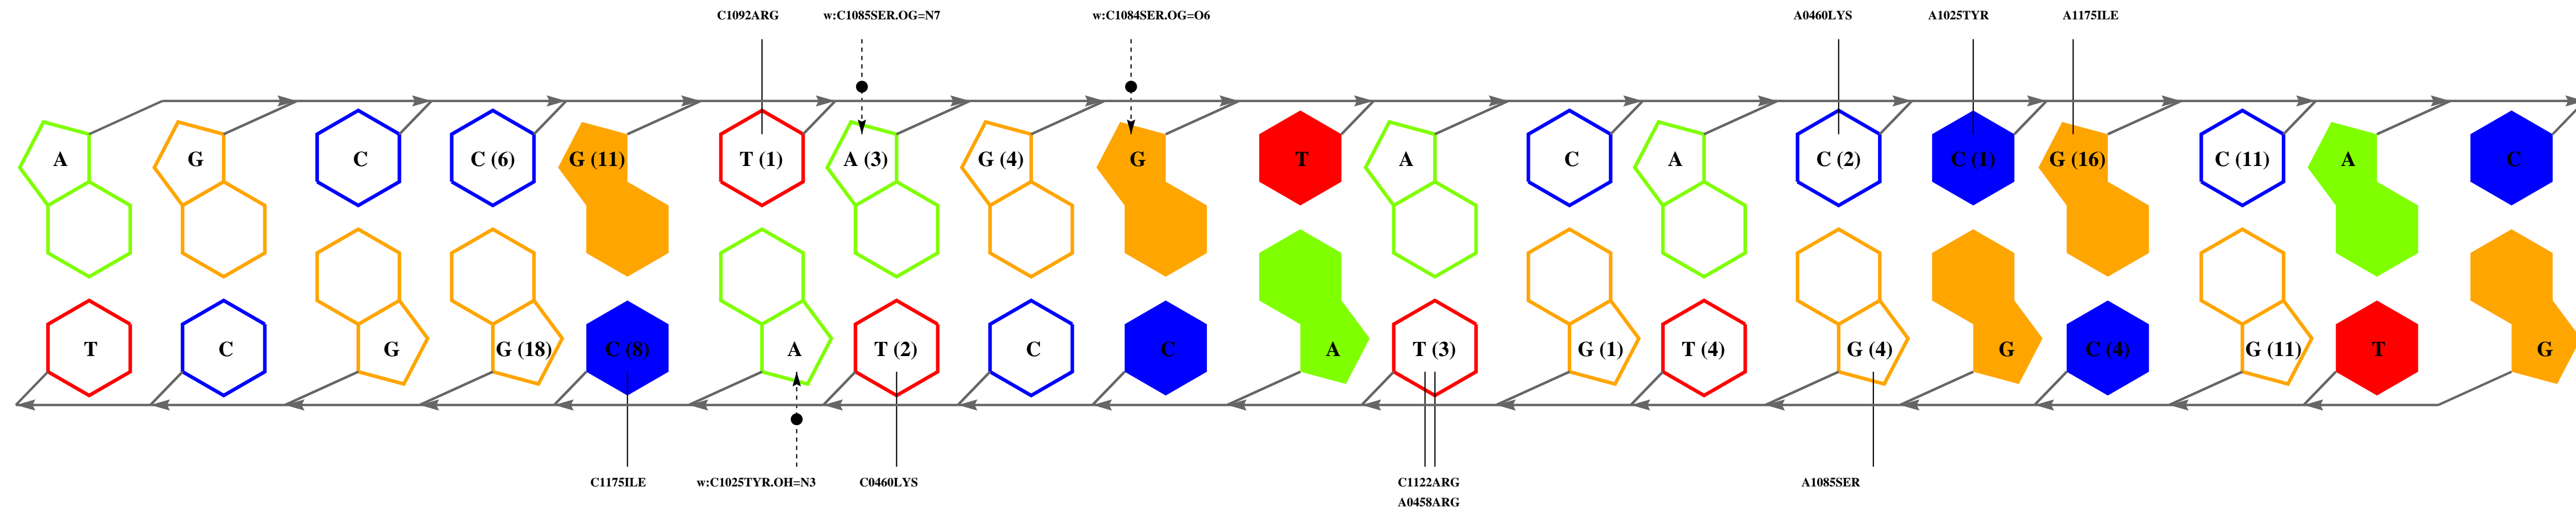 C1092ARG w:C1085SER.OG=N7 w:C1084SER.OG=O6 A0460LYS A1025TYR A1175ILE
A G C C (6) G (11) T (1) A (3) G (4) G T A C A C (2) C (1) G (16) C (11) A C
T C G G (18) C (8) A T (2) C C A T (3) G (1) T (4) G (4) G C (4) G (11) T G
C1175ILE w:C1025TYR.OH=N3 C0460LYS C1122ARG A1085SER
A0458ARG